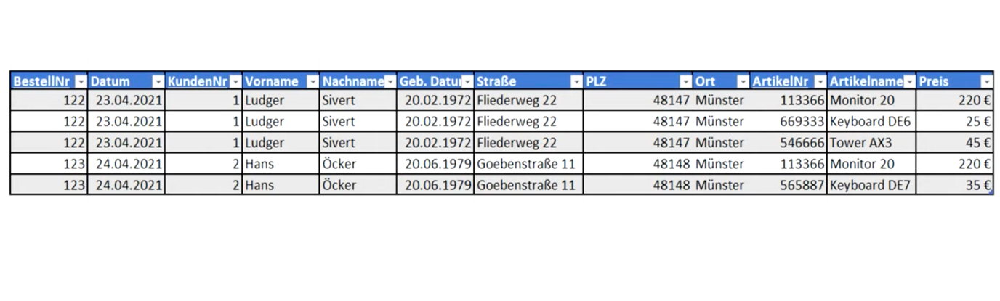 BestellNr Datum KundenNr Vorname Nachname Geb. Datu Straße PLZ Ort ArtikelNr Artikelname Preis
122 23.04.2021 1 Ludger Sivert 20.02.1972 Fliederweg 22 48147 Münster 113366 Monitor 20 220 €
122 23.04.2021 1 Ludger Sivert 20.02.1972 Fliederweg 22 48147 Münster 669333 Keyboard DE6 25 €
122 23.04.2021 1 Ludger Sivert 20.02.1972 Fliederweg 22 48147 Münster 546666 Tower AX3 45 €
123 24.04.2021 2 Hans Öcker 20.06.1979 Goebenstraße 11 48148 Münster 113366 Monitor 20 220 €
123 24.04.2021 2 Hans Öcker 20.06.1979 Goebenstraße 11 48148 Münster 565887 Keyboard DE7 35 €